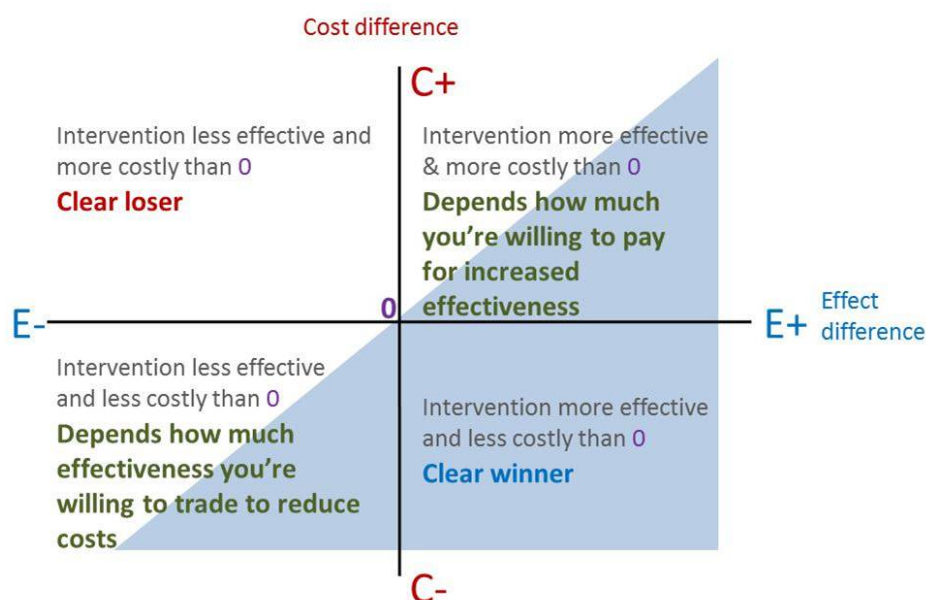 Cost difference
C+
Intervention less effective and
more costly than 0
Clear loser
Intervention more effective
& more costly than 0
Depends how much
you're willing to pay
for increased
effectiveness
0
E-
E+
Effect
difference
Intervention less effective
and less costly than 0
Depends how much
effectiveness you're
willing to trade to reduce
costs
Intervention more effective
and less costly than 0
Clear winner
C-